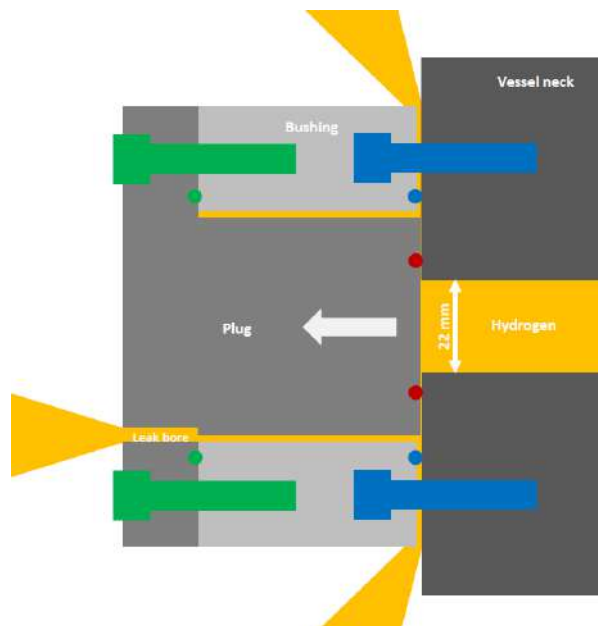 Vessel neck
Bushing
22 mm
Hydrogen
Plug
Leak bore